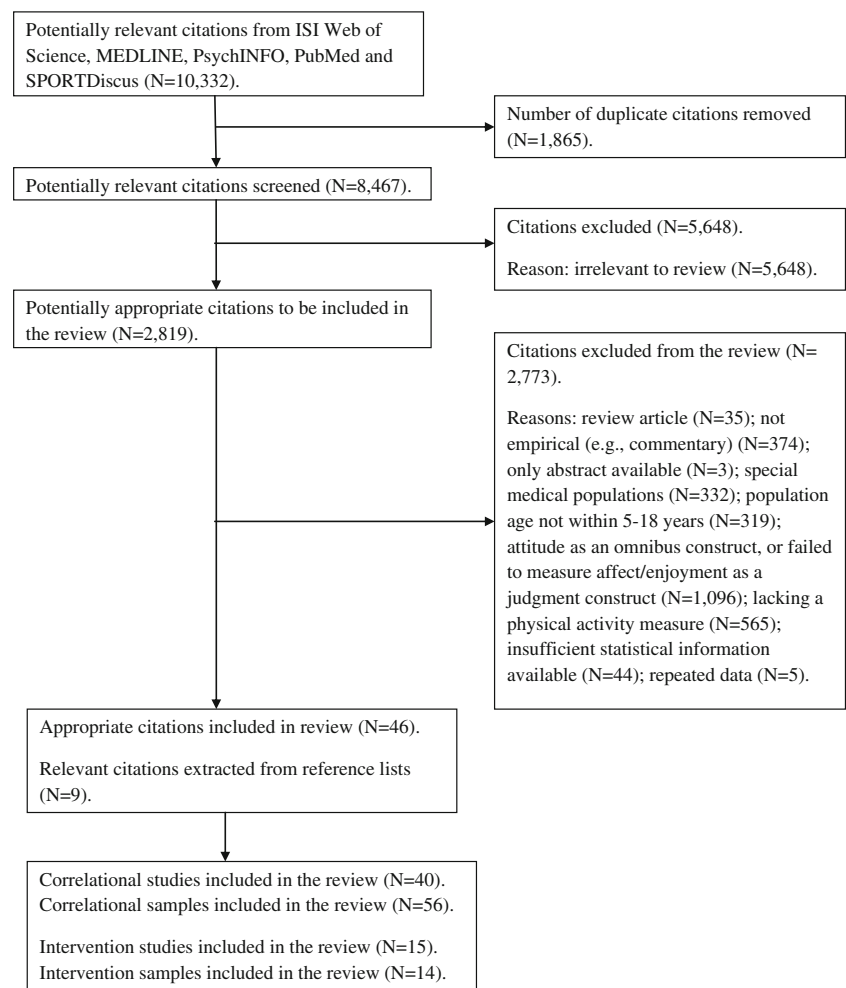 Potentially relevant citations from ISI Web of
Science, MEDLINE, PsychINFO, PubMed and
SPORTDiscus (N=10,332).
Number of duplicate citations removed
(N=1,865).
Potentially relevant citations screened (N=8,467).
Citations excluded (N=5,648).
Reason: irrelevant to review (N=5,648).
Potentially appropriate citations to be included in
the review (N=2,819).
Citations excluded from the review (N=
2,773).
Reasons: review article (N=35); not
empirical (e.g., commentary) (N=374);
only abstract available (N=3); special
medical populations (N=332); population
age not within 5-18 years (N=319);
attitude as an omnibus construct, or failed
to measure affect/enjoyment as a
judgment construct (N=1,096); lacking a
physical activity measure (N=565);
insufficient statistical information
available (N=44); repeated data (N=5).
Appropriate citations included in review (N=46).
Relevant citations extracted from reference lists
(N=9).
Correlational studies included in the review (N=40).
Correlational samples included in the review (N=56).
Intervention studies included in the review (N=15).
Intervention samples included in the review (N=14).